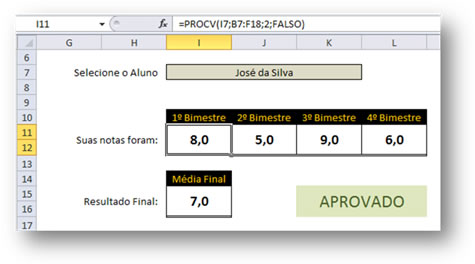 I11 fx =PROCV(I7;B7:F18;2;FALSO)
G H I J K L
6
7 Selecione o Aluno José da Silva
8
9
10 1º Bimestre 2º Bimestre 3º Bimestre 4º Bimestre
11
Suas notas foram: 8,0 5,0 9,0 6,0
12
13
14 Média Final
15
Resultado Final: 7,0 APROVADO
16
17